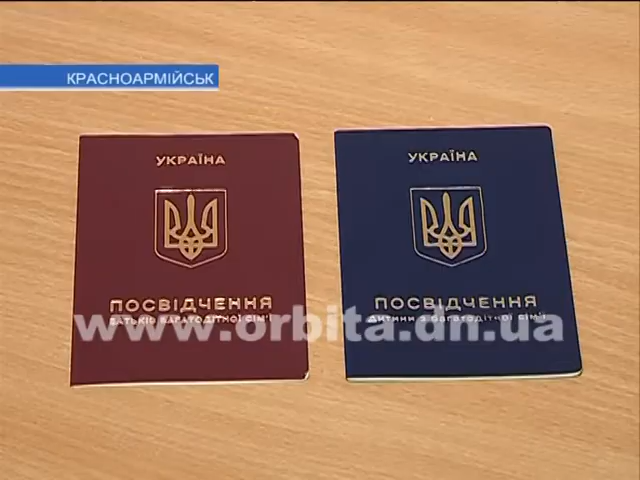 КРАСНОАРМІЙСЬК
УКРАЇНА
ПОСВІДЧЕННЯ
БАТЬКІВ БАГАТОДІТНОЇ СІМ'Ї
УКРАЇНА
ПОСВІДЧЕННЯ
Дитини з багатодітної сім'ї
www.orbita.dn.ua